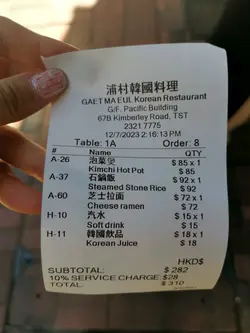 浦村韓國料理
GAET MA EUL Korean Restaurant
G/F. Pacific Building
67B Kimberley Road, TST
2321 7775
12/7/2023 2:16:13 PM
Table: 1A Order: 8
# Name QTY
A-26 泡菜煲 $ 85 x 1
Kimchi Hot Pot $ 85
A-37 石鍋飯 $ 92 x 1
Steamed Stone Rice $ 92
A-60 芝士拉面 $ 72 x 1
Cheese ramen $ 72
H-10 汽水 $ 15 x 1
Soft drink $ 15
H-11 韓國飲品 $ 18 x 1
Korean Juice $ 18
HKD$
SUBTOTAL: $ 282
10% SERVICE CHARGE: $28
TOTAL: $ 310